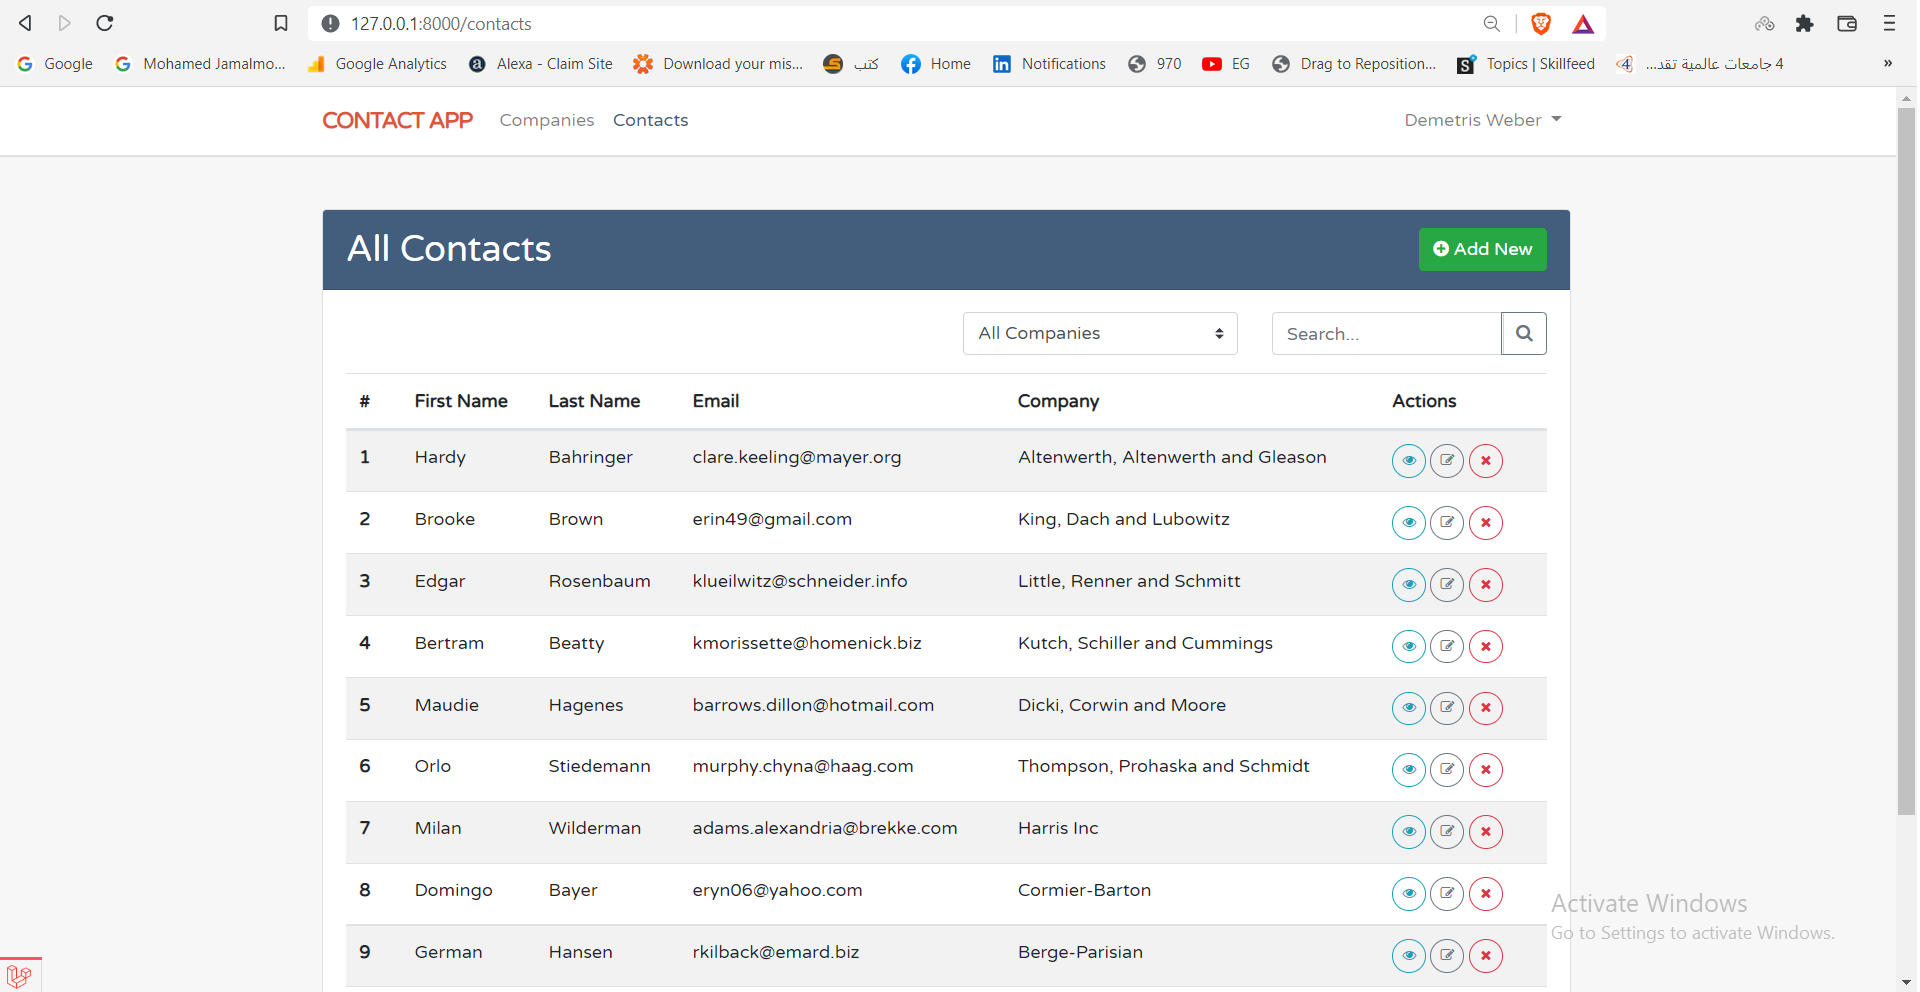 127.0.0.1:8000/contacts
Google Mohamed Jamalmo... Google Analytics Alexa - Claim Site Download your mis... كتب Home Notifications 970 EG Drag to Reposition... Topics | Skillfeed 4 جامعات عالمية تقد...
CONTACT APP Companies Contacts Demetris Weber
All Contacts Add New
All Companies Search...
# First Name Last Name Email Company Actions
1 Hardy Bahringer clare.keeling@mayer.org Altenwerth, Altenwerth and Gleason
2 Brooke Brown erin49@gmail.com King, Dach and Lubowitz
3 Edgar Rosenbaum klueilwitz@schneider.info Little, Renner and Schmitt
4 Bertram Beatty kmorissette@homenick.biz Kutch, Schiller and Cummings
5 Maudie Hagenes barrows.dillon@hotmail.com Dicki, Corwin and Moore
6 Orlo Stiedemann murphy.chyna@haag.com Thompson, Prohaska and Schmidt
7 Milan Wilderman adams.alexandria@brekke.com Harris Inc
8 Domingo Bayer eryn06@yahoo.com Cormier-Barton
9 German Hansen rkilback@emard.biz Berge-Parisian
Activate Windows
Go to Settings to activate Windows.